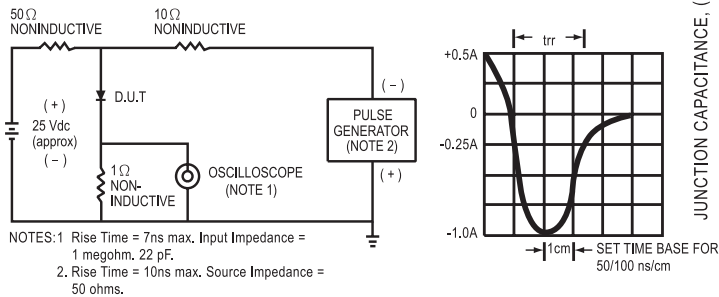 50Ω
NONINDUCTIVE
10Ω
NONINDUCTIVE
(+)
25 Vdc
(approx)
(−)
D.U.T
1Ω
NON-
INDUCTIVE
OSCILLOSCOPE
(NOTE 1)
(−)
PULSE
GENERATOR
(NOTE 2)
(+)
NOTES:1 Rise Time = 7ns max. Input Impedance =
1 megohm. 22 pF.
2. Rise Time = 10ns max. Source Impedance =
50 ohms.
trr
+0.5A
0
-0.25A
-1.0A
1cm
SET TIME BASE FOR
50/100 ns/cm
JUNCTION CAPACITANCE, (